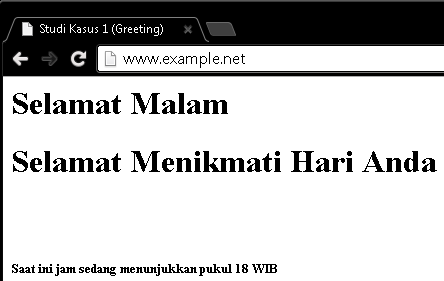 Studi Kasus 1 (Greeting)
www.example.net
Selamat Malam
Selamat Menikmati Hari Anda
Saat ini jam sedang menunjukkan pukul 18 WIB